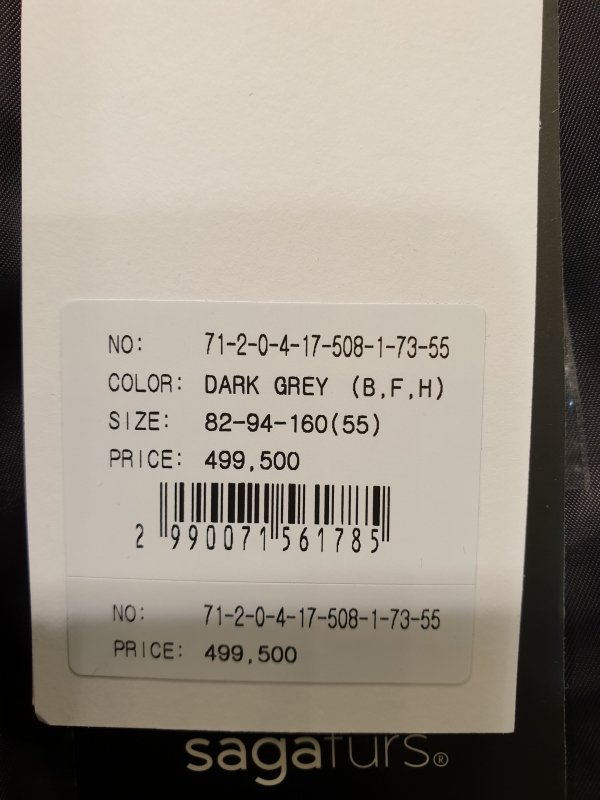 NO: 71-2-0-4-17-508-1-73-55
COLOR: DARK GREY (B,F,H)
SIZE: 82-94-160(55)
PRICE: 499,500
2 990071 561785
NO: 71-2-0-4-17-508-1-73-55
PRICE: 499,500
sagafurs®